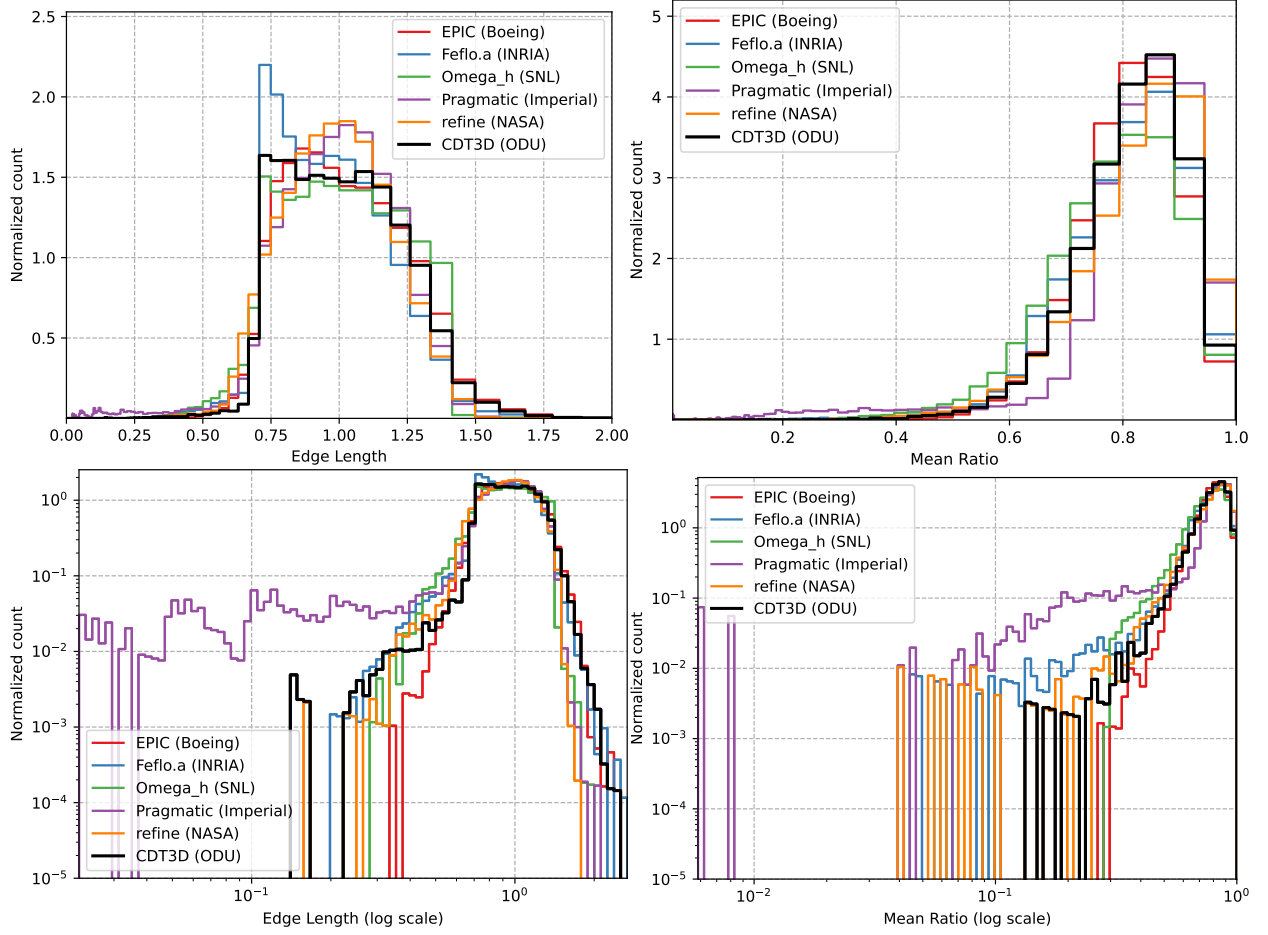 2.5
2.0
1.5
1.0
0.5
Normalized count
EPIC (Boeing)
Feflo.a (INRIA)
Omega_h (SNL)
Pragmatic (Imperial)
refine (NASA)
CDT3D (ODU)
0.00 0.25 0.50 0.75 1.00 1.25 1.50 1.75 2.00
Edge Length
5
4
3
2
1
Normalized count
EPIC (Boeing)
Feflo.a (INRIA)
Omega_h (SNL)
Pragmatic (Imperial)
refine (NASA)
CDT3D (ODU)
0.2 0.4 0.6 0.8 1.0
Mean Ratio
10⁰
10⁻¹
10⁻²
10⁻³
10⁻⁴
10⁻⁵
Normalized count
EPIC (Boeing)
Feflo.a (INRIA)
Omega_h (SNL)
Pragmatic (Imperial)
refine (NASA)
CDT3D (ODU)
10⁻¹ 10⁰
Edge Length (log scale)
10⁰
10⁻¹
10⁻²
10⁻³
10⁻⁴
10⁻⁵
Normalized count
EPIC (Boeing)
Feflo.a (INRIA)
Omega_h (SNL)
Pragmatic (Imperial)
refine (NASA)
CDT3D (ODU)
10⁻² 10⁻¹ 10⁰
Mean Ratio (log scale)